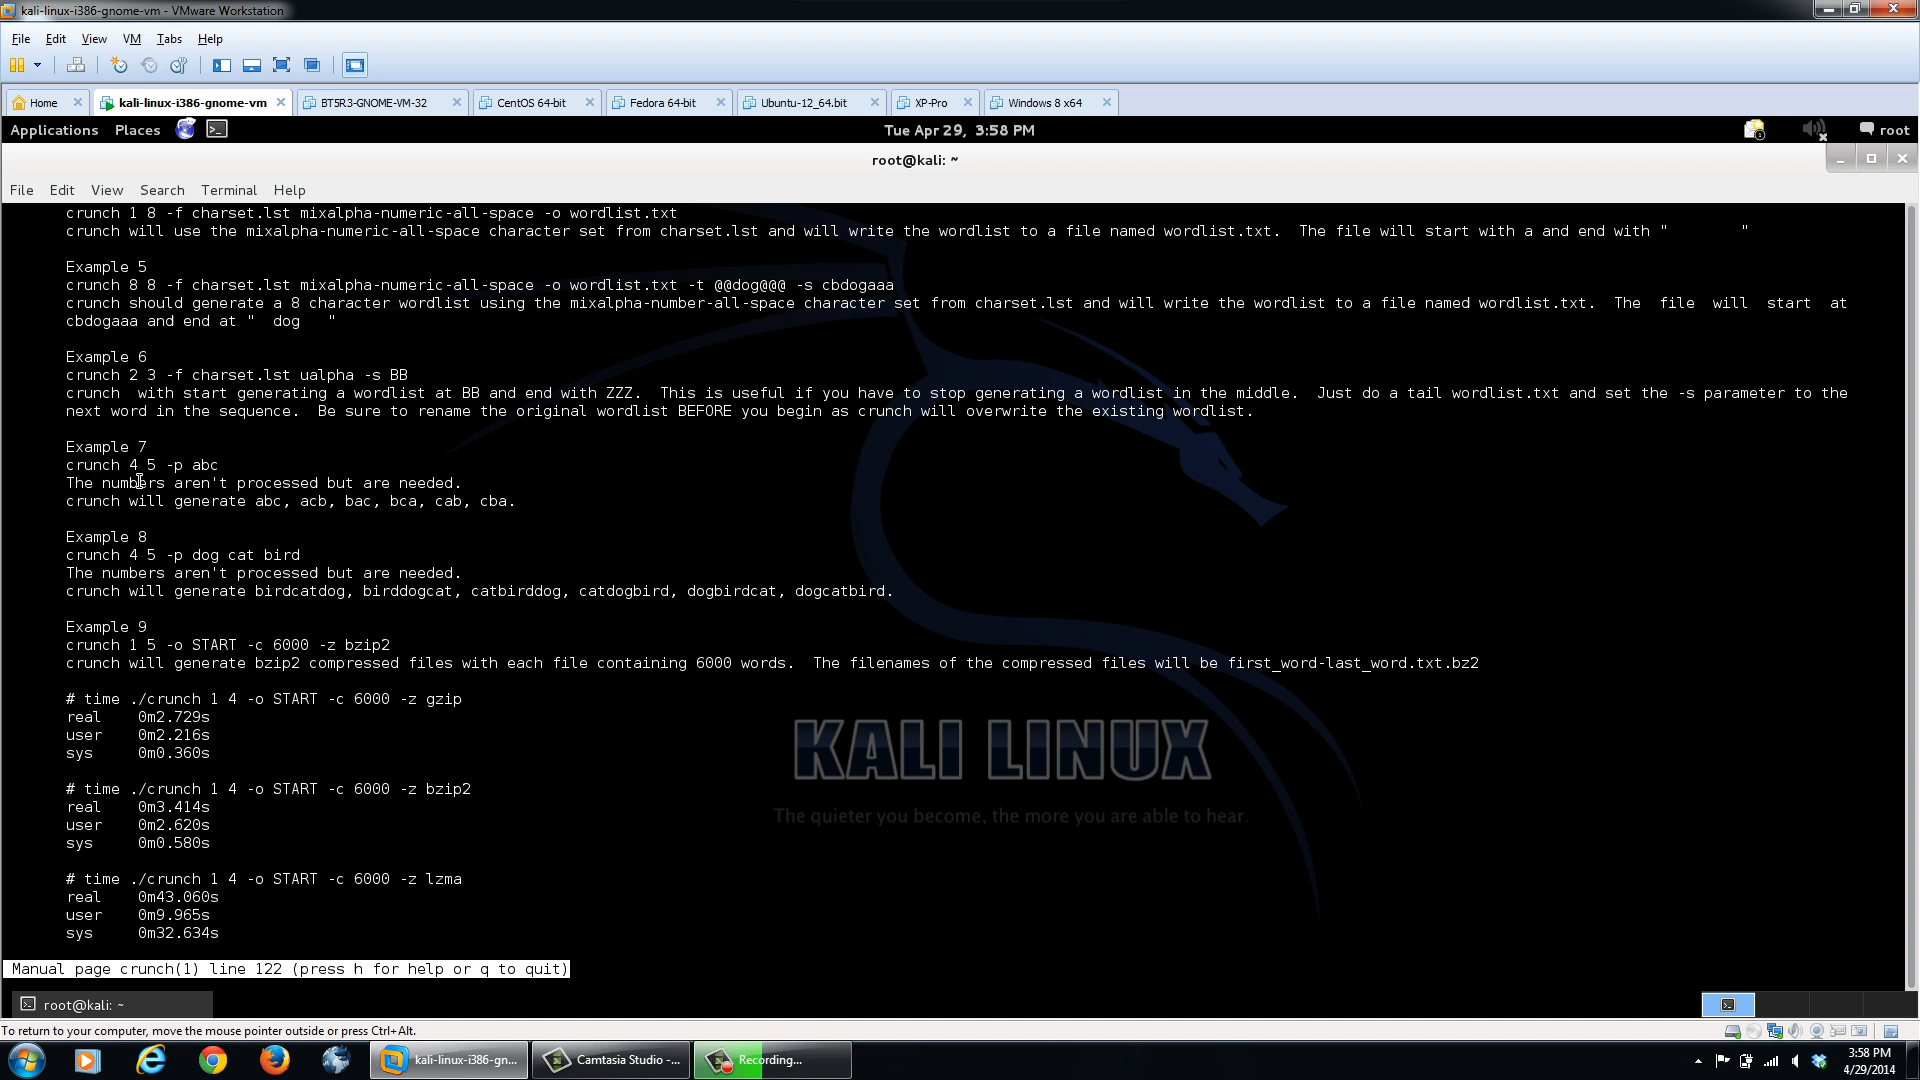 kali-linux-i386-gnome-vm - VMware Workstation
File Edit View VM Tabs Help
Home kali-linux-i386-gnome-vm BT5R3-GNOME-VM-32 CentOS 64-bit Fedora 64-bit Ubuntu-12_64.bit XP-Pro Windows 8 x64
Applications Places Tue Apr 29, 3:58 PM root
root@kali: ~
File Edit View Search Terminal Help
crunch 1 8 -f charset.lst mixalpha-numeric-all-space -o wordlist.txt
crunch will use the mixalpha-numeric-all-space character set from charset.lst and will write the wordlist to a file named wordlist.txt.  The file will start with a and end with "        "
Example 5
crunch 8 8 -f charset.lst mixalpha-numeric-all-space -o wordlist.txt -t @@dog@@@ -s cbdogaaa
crunch should generate a 8 character wordlist using the mixalpha-number-all-space character set from charset.lst and will write the wordlist to a file named wordlist.txt.  The  file  will  start  at
cbdogaaa and end at "  dog   "
Example 6
crunch 2 3 -f charset.lst ualpha -s BB
crunch  with start generating a wordlist at BB and end with ZZZ.  This is useful if you have to stop generating a wordlist in the middle.  Just do a tail wordlist.txt and set the -s parameter to the
next word in the sequence.  Be sure to rename the original wordlist BEFORE you begin as crunch will overwrite the existing wordlist.
Example 7
crunch 4 5 -p abc
The numbers aren't processed but are needed.
crunch will generate abc, acb, bac, bca, cab, cba.
Example 8
crunch 4 5 -p dog cat bird
The numbers aren't processed but are needed.
crunch will generate birdcatdog, birddogcat, catbirddog, catdogbird, dogbirdcat, dogcatbird.
Example 9
crunch 1 5 -o START -c 6000 -z bzip2
crunch will generate bzip2 compressed files with each file containing 6000 words.  The filenames of the compressed files will be first_word-last_word.txt.bz2
# time ./crunch 1 4 -o START -c 6000 -z gzip
real    0m2.729s
user    0m2.216s
sys     0m0.360s
# time ./crunch 1 4 -o START -c 6000 -z bzip2
real    0m3.414s
user    0m2.620s
sys     0m0.580s
# time ./crunch 1 4 -o START -c 6000 -z lzma
real    0m43.060s
user    0m9.965s
sys     0m32.634s
KALI LINUX
The quieter you become, the more you are able to hear.
Manual page crunch(1) line 122 (press h for help or q to quit)
root@kali: ~
To return to your computer, move the mouse pointer outside or press Ctrl+Alt.
kali-linux-i386-gn... Camtasia Studio -... Recording... 3:58 PM
4/29/2014